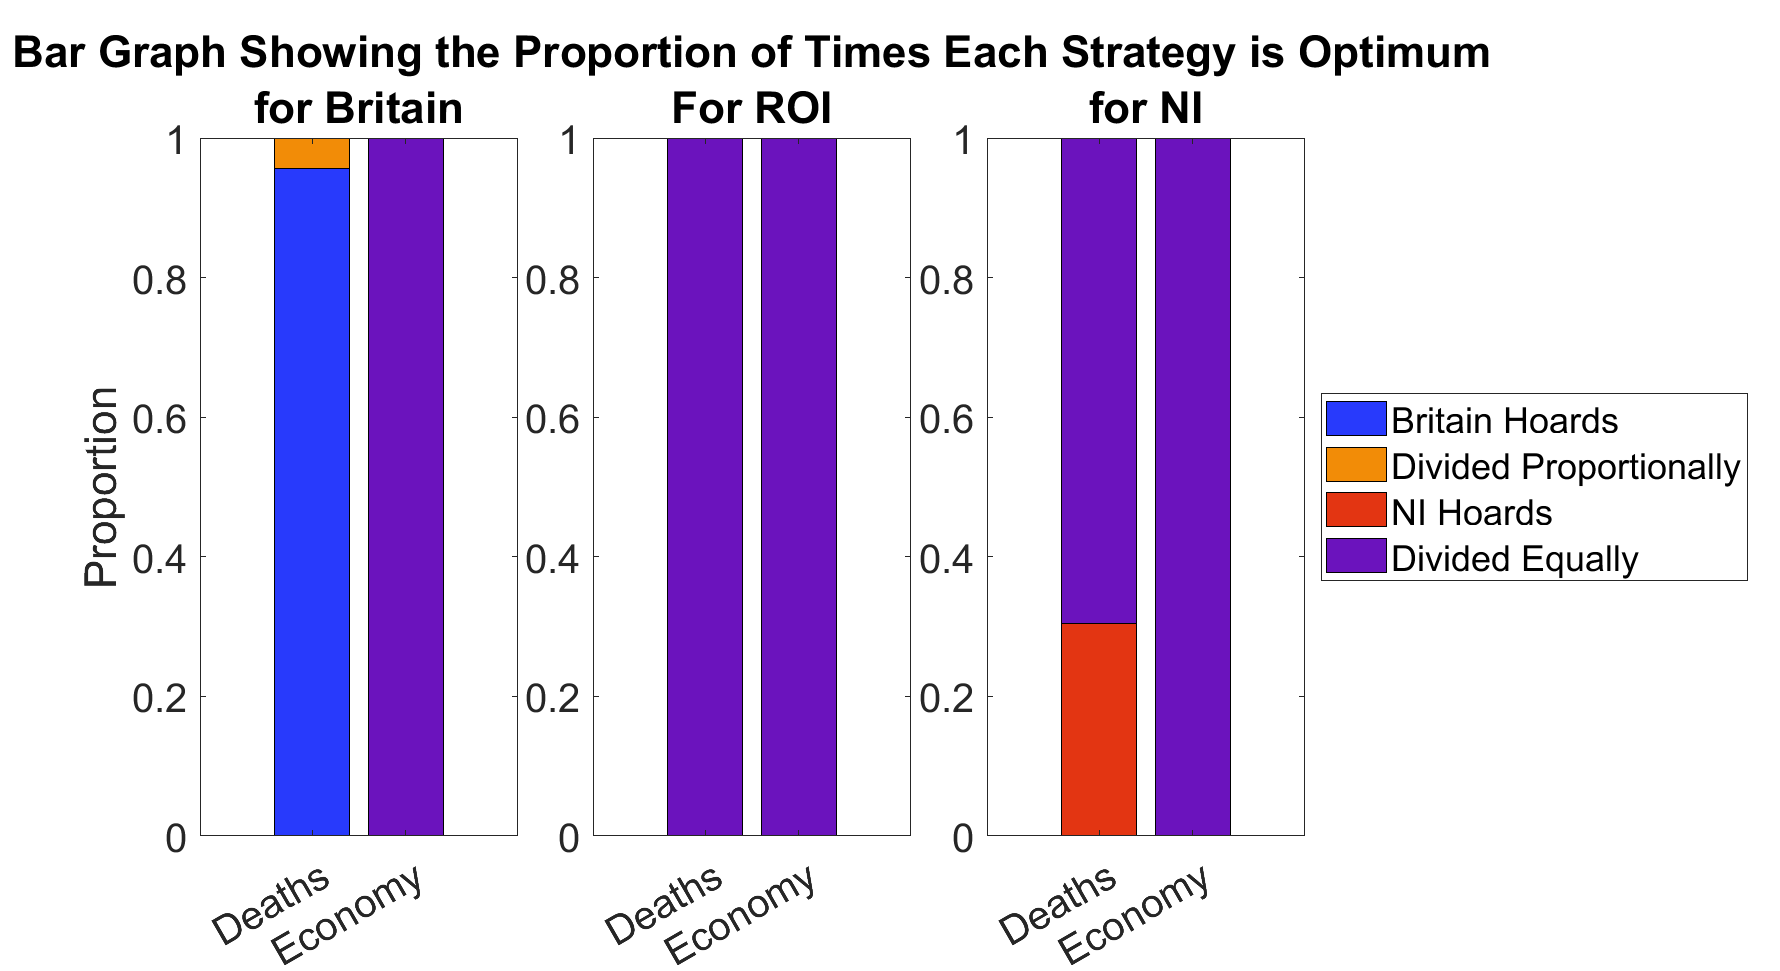 Bar Graph Showing the Proportion of Times Each Strategy is Optimum
for Britain
For ROI
for NI
Proportion
1
0.8
0.6
0.4
0.2
0
Deaths
Economy
1
0.8
0.6
0.4
0.2
0
Deaths
Economy
1
0.8
0.6
0.4
0.2
0
Deaths
Economy
Britain Hoards
Divided Proportionally
NI Hoards
Divided Equally